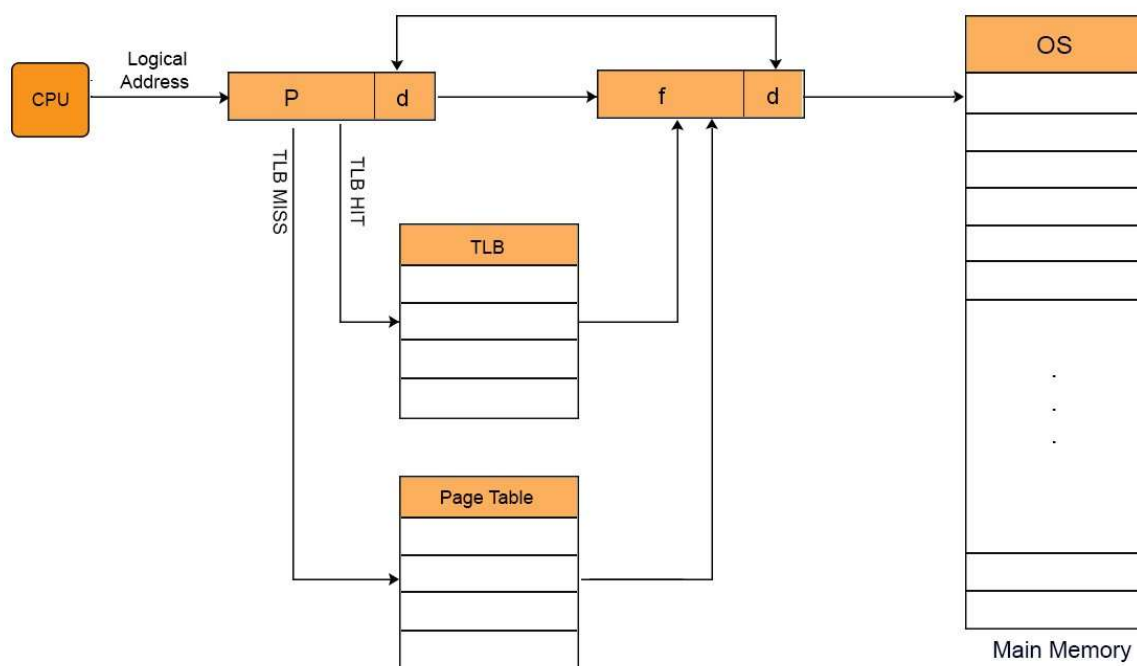 OS
Logical
Address
CPU
P
d
f
d
TLB MISS
TLB HIT
TLB
Page Table
Main Memory